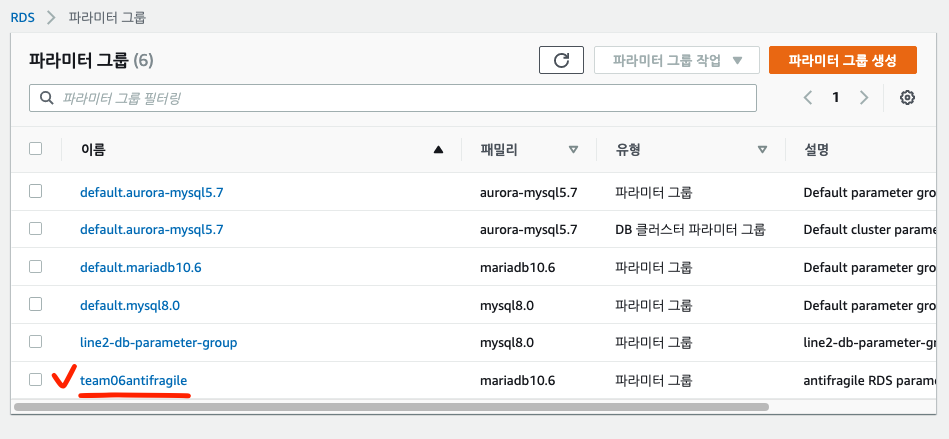 RDS > 파라미터 그룹
파라미터 그룹 (6) 파라미터 그룹 작업 파라미터 그룹 생성
파라미터 그룹 필터링 1
이름 패밀리 유형 설명
default.aurora-mysql5.7 aurora-mysql5.7 파라미터 그룹 Default parameter gro
default.aurora-mysql5.7 aurora-mysql5.7 DB 클러스터 파라미터 그룹 Default cluster parame
default.mariadb10.6 mariadb10.6 파라미터 그룹 Default parameter gro
default.mysql8.0 mysql8.0 파라미터 그룹 Default parameter gro
line2-db-parameter-group mysql8.0 파라미터 그룹 line2-db-parameter-g
team06antifragile mariadb10.6 파라미터 그룹 antifragile RDS parame